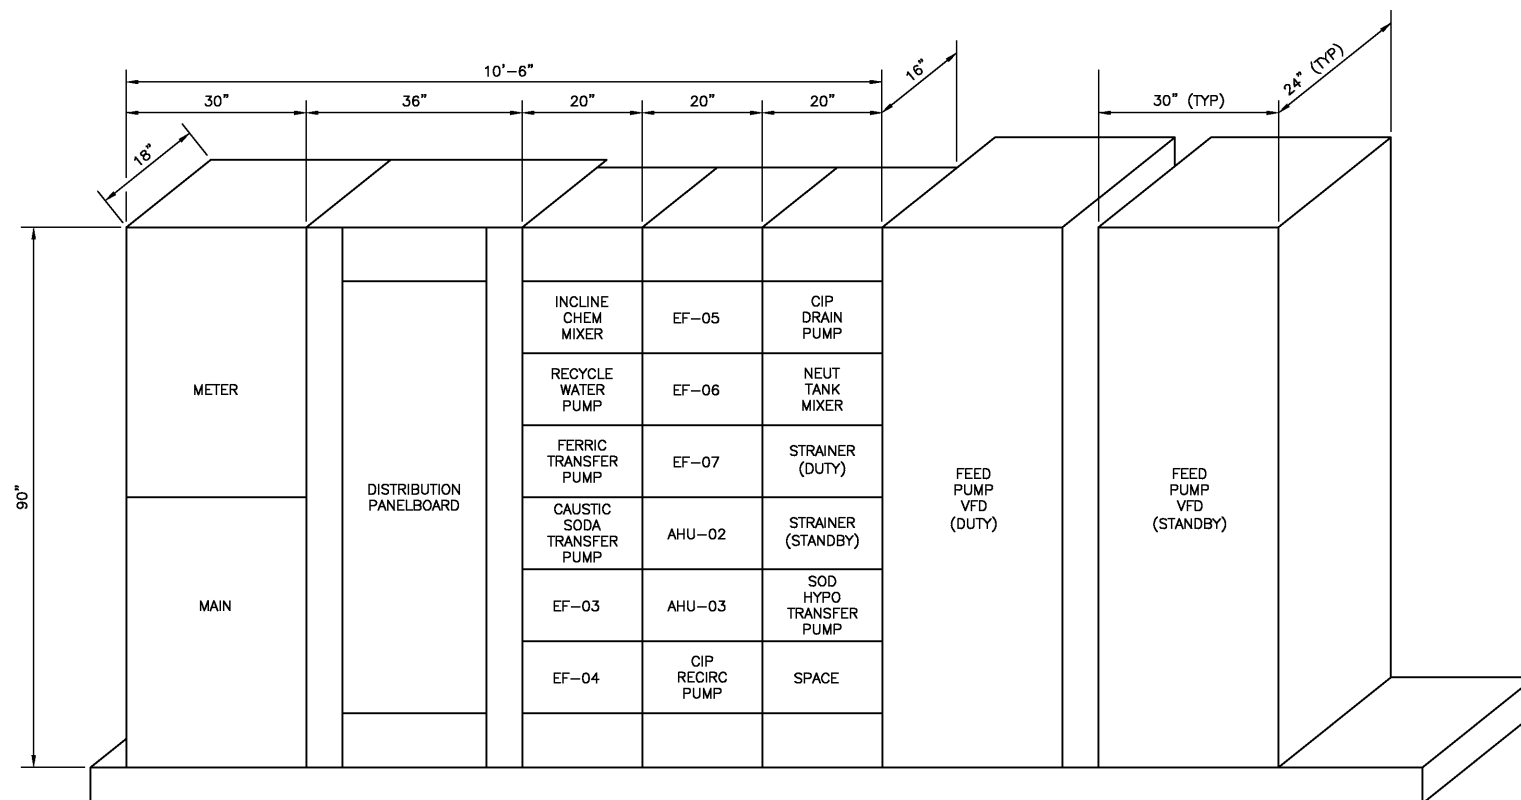 10'-6"
16"
24" (TYP)
30"
36"
20"
20"
20"
30" (TYP)
18"
90"
METER
MAIN
DISTRIBUTION
PANELBOARD
INCLINE
CHEM
MIXER
RECYCLE
WATER
PUMP
FERRIC
TRANSFER
PUMP
CAUSTIC
SODA
TRANSFER
PUMP
EF-03
EF-04
EF-05
EF-06
EF-07
AHU-02
AHU-03
CIP
RECIRC
PUMP
CIP
DRAIN
PUMP
NEUT
TANK
MIXER
STRAINER
(DUTY)
STRAINER
(STANDBY)
SOD
HYPO
TRANSFER
PUMP
SPACE
FEED
PUMP
VFD
(DUTY)
FEED
PUMP
VFD
(STANDBY)